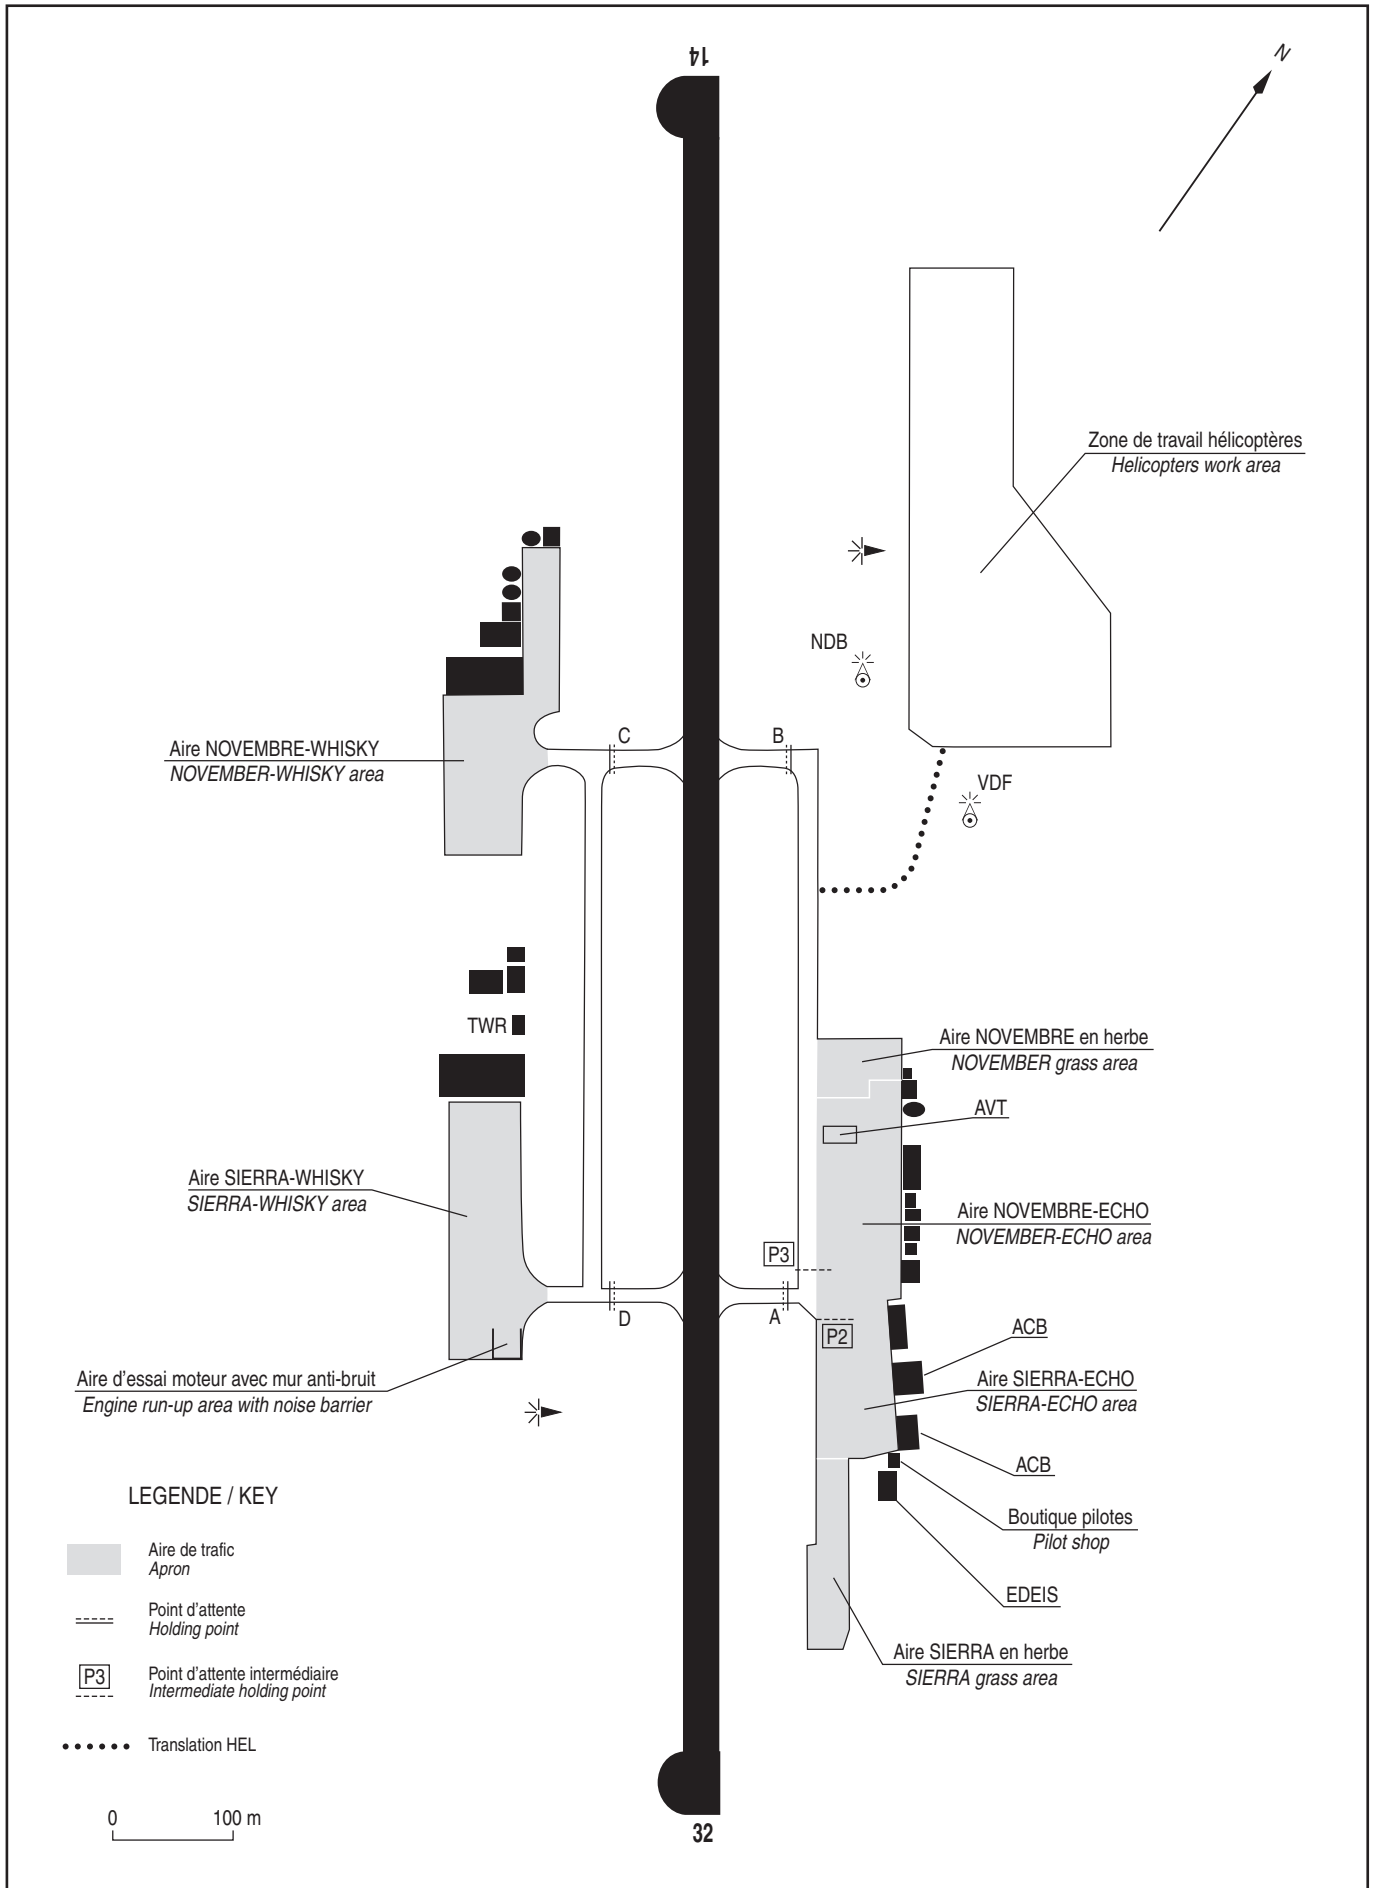 14
N
Zone de travail hélicoptères
Helicopters work area
NDB
C
B
Aire NOVEMBRE-WHISKY
NOVEMBER-WHISKY area
VDF
TWR
Aire NOVEMBRE en herbe
NOVEMBER grass area
AVT
Aire SIERRA-WHISKY
SIERRA-WHISKY area
Aire NOVEMBRE-ECHO
NOVEMBER-ECHO area
P3
D
A
P2
ACB
Aire d'essai moteur avec mur anti-bruit
Engine run-up area with noise barrier
Aire SIERRA-ECHO
SIERRA-ECHO area
ACB
Boutique pilotes
Pilot shop
EDEIS
Aire SIERRA en herbe
SIERRA grass area
LEGENDE / KEY
Aire de trafic
Apron
Point d'attente
Holding point
P3
Point d'attente intermédiaire
Intermediate holding point
Translation HEL
0 100 m
32